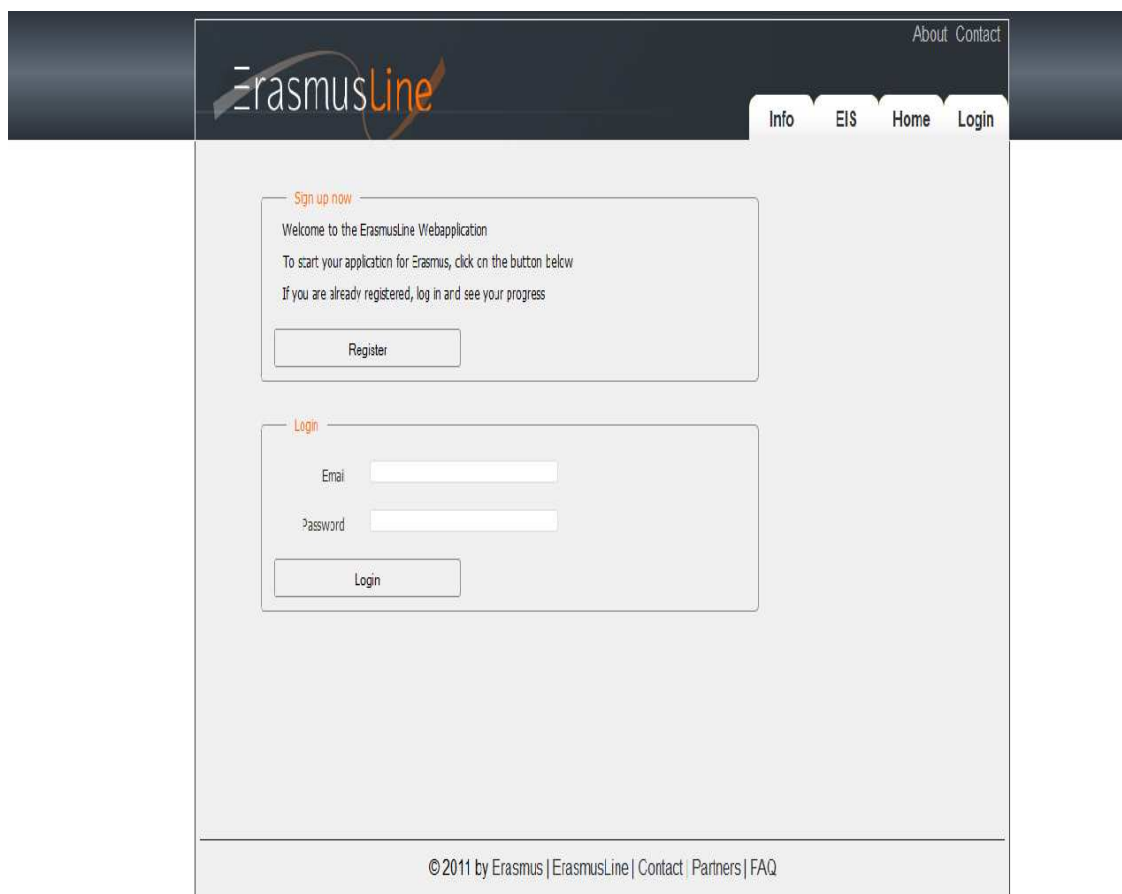 About Contact
ErasmusLine
Info EIS Home Login
Sign up now
Welcome to the ErasmusLine Webapplication
To start your application for Erasmus, click on the button below
If you are already registered, log in and see your progress
Register
Login
Email
Password
Login
© 2011 by Erasmus | ErasmusLine | Contact | Partners | FAQ